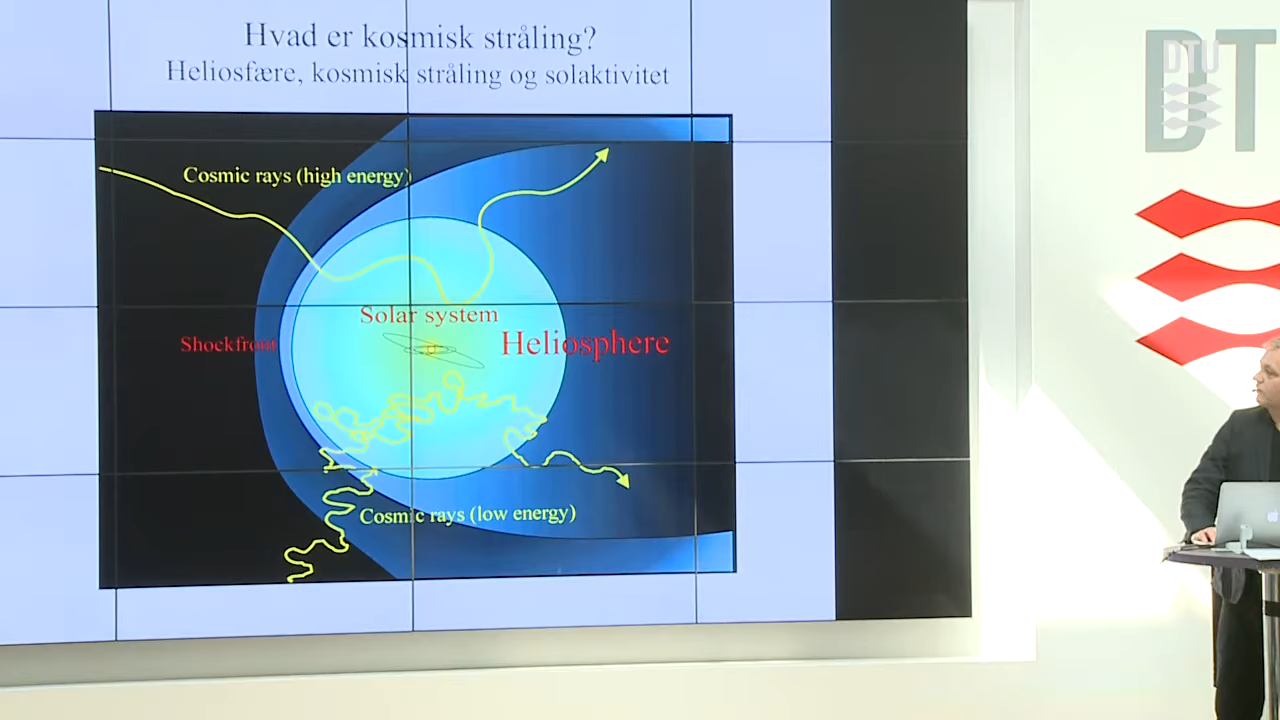 Hvad er kosmisk stråling?
Heliosfære, kosmisk stråling og solaktivitet
Cosmic rays (high energy)
Solar system
Shockfront
Heliosphere
Cosmic rays (low energy)
DT
DTU